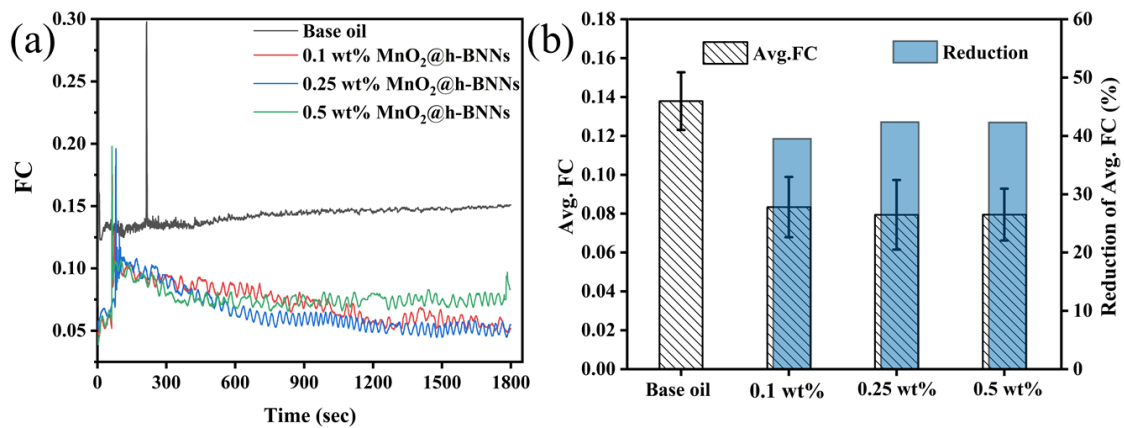 (a)
0.30
0.25
0.20
0.15
0.10
0.05
FC
Base oil
0.1 wt% MnO₂@h-BNNs
0.25 wt% MnO₂@h-BNNs
0.5 wt% MnO₂@h-BNNs
0 300 600 900 1200 1500 1800
Time (sec)
(b)
0.18
0.16
0.14
0.12
0.10
0.08
0.06
0.04
0.02
0.00
Avg. FC
Avg.FC
Reduction
60
50
40
30
20
10
0
Reduction of Avg. FC (%)
Base oil 0.1 wt% 0.25 wt% 0.5 wt%